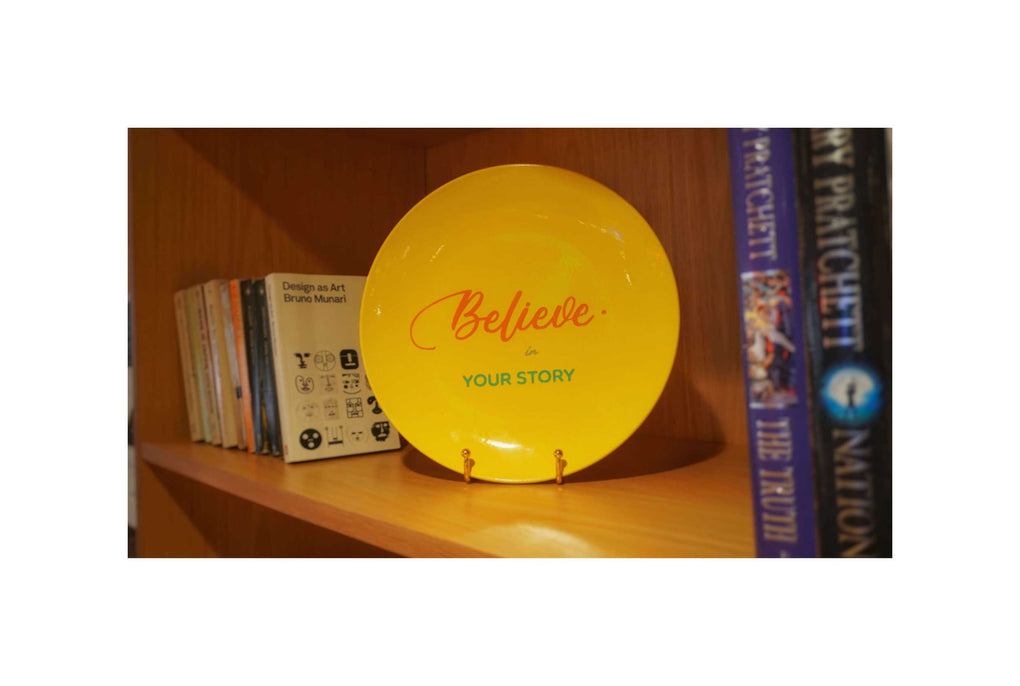 Design as Art
Bruno Munari
Believe.
in
YOUR STORY
Y PRATCHETT
THE TRUTH
RY PRATCHETT
NATION